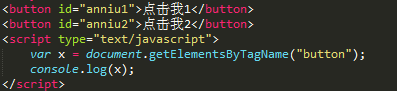 <button id="anniu1">点击我1</button>
<button id="anniu2">点击我2</button>
<script type="text/javascript">
    var x = document.getElementsByTagName("button");
    console.log(x);
</script>